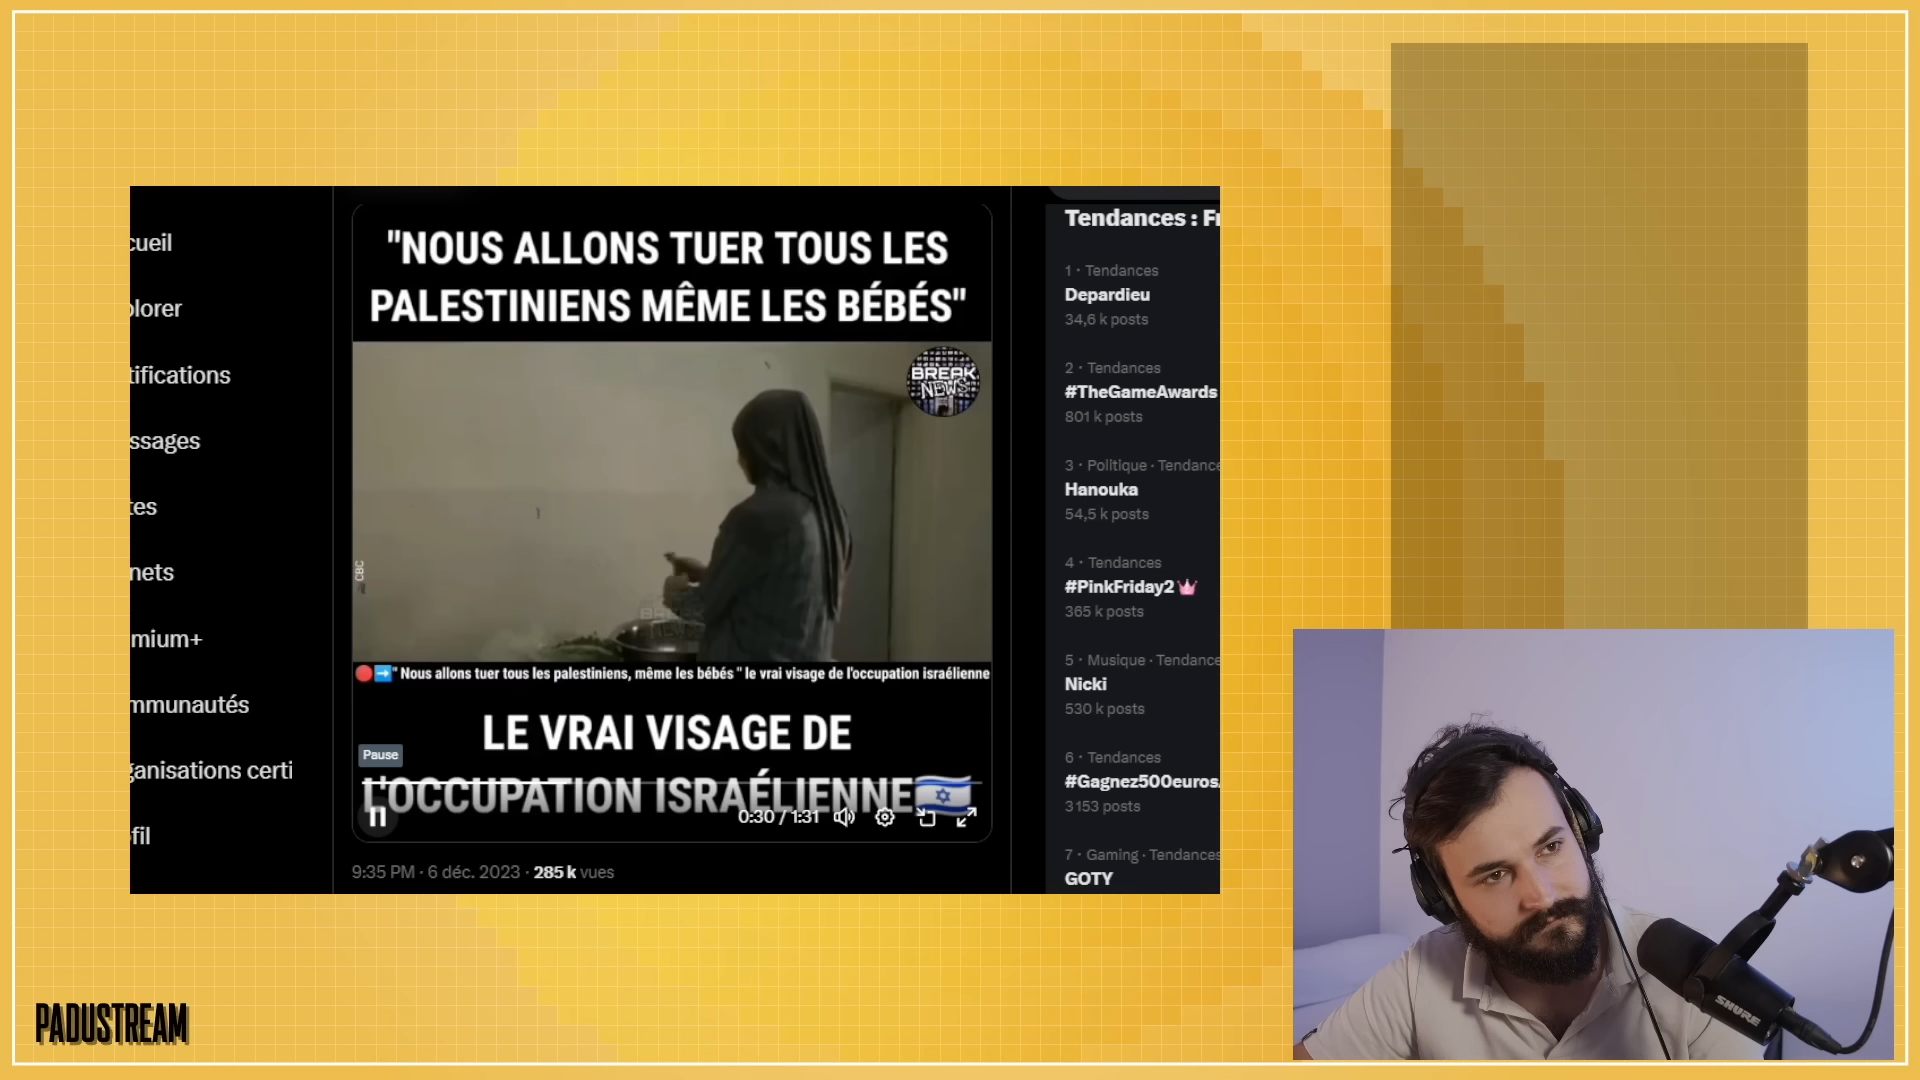 cueil
plorer
tifications
ssages
tes
nets
mium+
mmunautés
ganisations certi
fil
"NOUS ALLONS TUER TOUS LES
PALESTINIENS MÊME LES BÉBÉS"
BREAK
NEWS
CBC
BREAK
NEWS
" Nous allons tuer tous les palestiniens, même les bébés " le vrai visage de l'occupation israélienne
LE VRAI VISAGE DE
Pause
L'OCCUPATION ISRAÉLIENNE
0:30 / 1:31
9:35 PM · 6 déc. 2023 · 285 k vues
Tendances : Fr
1 · Tendances
Depardieu
34,6 k posts
2 · Tendances
#TheGameAwards
801 k posts
3 · Politique · Tendance
Hanouka
54,5 k posts
4 · Tendances
#PinkFriday2
365 k posts
5 · Musique · Tendance
Nicki
530 k posts
6 · Tendances
#Gagnez500euros
3 153 posts
7 · Gaming · Tendances
GOTY
SHURE
PADUSTREAM